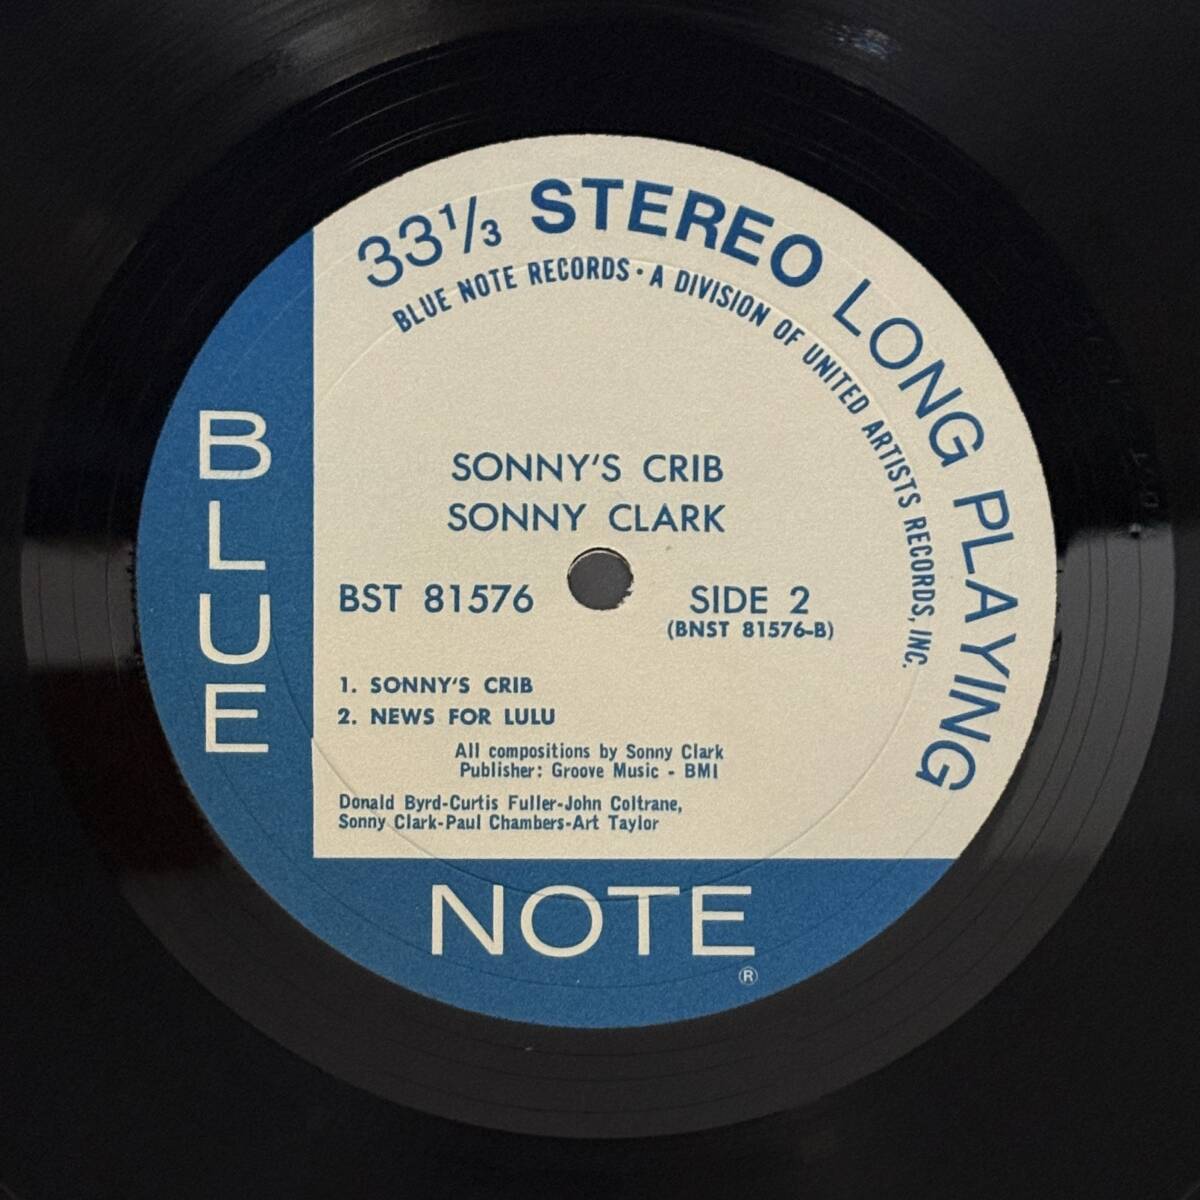 33 1/3 STEREO LONG PLAYING
BLUE NOTE RECORDS · A DIVISION OF UNITED ARTISTS RECORDS, INC.
SONNY'S CRIB
SONNY CLARK
BST 81576
SIDE 2
(BNST 81576-B)
1. SONNY'S CRIB
2. NEWS FOR LULU
All compositions by Sonny Clark
Publisher: Groove Music - BMI
Donald Byrd-Curtis Fuller-John Coltrane,
Sonny Clark-Paul Chambers-Art Taylor
BLUE
NOTE
®